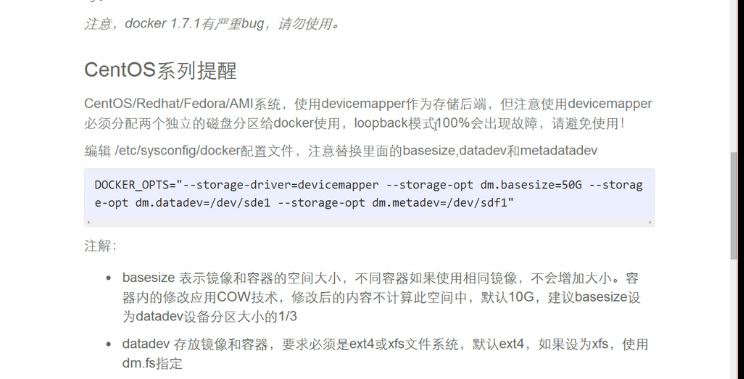 注意，docker 1.7.1有严重bug，请勿使用。
CentOS系列提醒
CentOS/Redhat/Fedora/AMI系统，使用devicemapper作为存储后端，但注意使用devicemapper
必须分配两个独立的磁盘分区给docker使用，loopback模式100%会出现故障，请避免使用！
编辑 /etc/sysconfig/docker配置文件，注意替换里面的basesize,datadev和metadatadev
DOCKER_OPTS="--storage-driver=devicemapper --storage-opt dm.basesize=50G --storag
e-opt dm.datadev=/dev/sde1 --storage-opt dm.metadev=/dev/sdf1"
注解：
• basesize 表示镜像和容器的空间大小，不同容器如果使用相同镜像，不会增加大小。容
器内的修改应用COW技术，修改后的内容不计算此空间中，默认10G，建议basesize设
为datadev设备分区大小的1/3
• datadev 存放镜像和容器，要求必须是ext4或xfs文件系统，默认ext4，如果设为xfs，使用
dm.fs指定